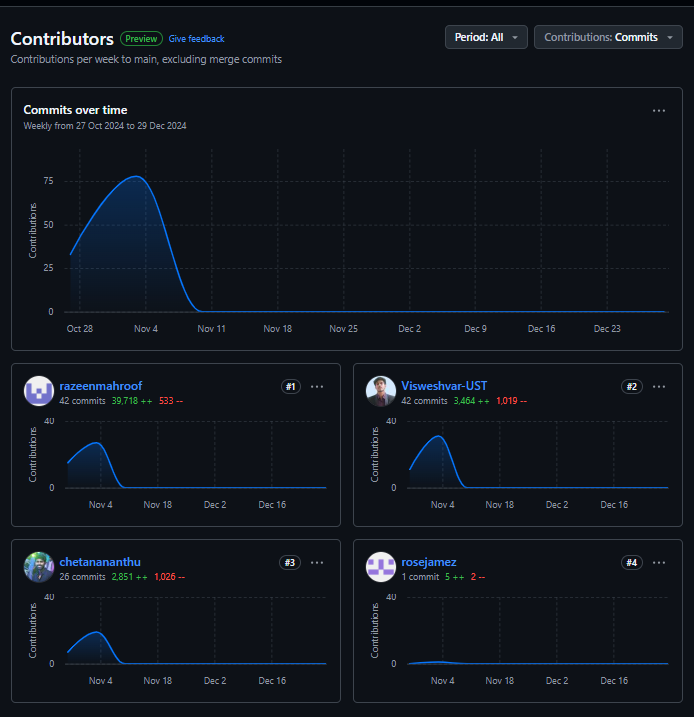 Contributors Preview Give feedback
Period: All Contributions: Commits
Contributions per week to main, excluding merge commits
Commits over time
Weekly from 27 Oct 2024 to 29 Dec 2024
Contributions
75
50
25
0
Oct 28 Nov 4 Nov 11 Nov 18 Nov 25 Dec 2 Dec 9 Dec 16 Dec 23
razeenmahroof #1
42 commits 39,718 ++ 533 --
Contributions
40
0
Nov 4 Nov 18 Dec 2 Dec 16
Visweshvar-UST #2
42 commits 3,464 ++ 1,019 --
Contributions
40
0
Nov 4 Nov 18 Dec 2 Dec 16
chetanananthu #3
26 commits 2,851 ++ 1,026 --
Contributions
40
0
Nov 4 Nov 18 Dec 2 Dec 16
rosejamez #4
1 commit 5 ++ 2 --
Contributions
40
0
Nov 4 Nov 18 Dec 2 Dec 16